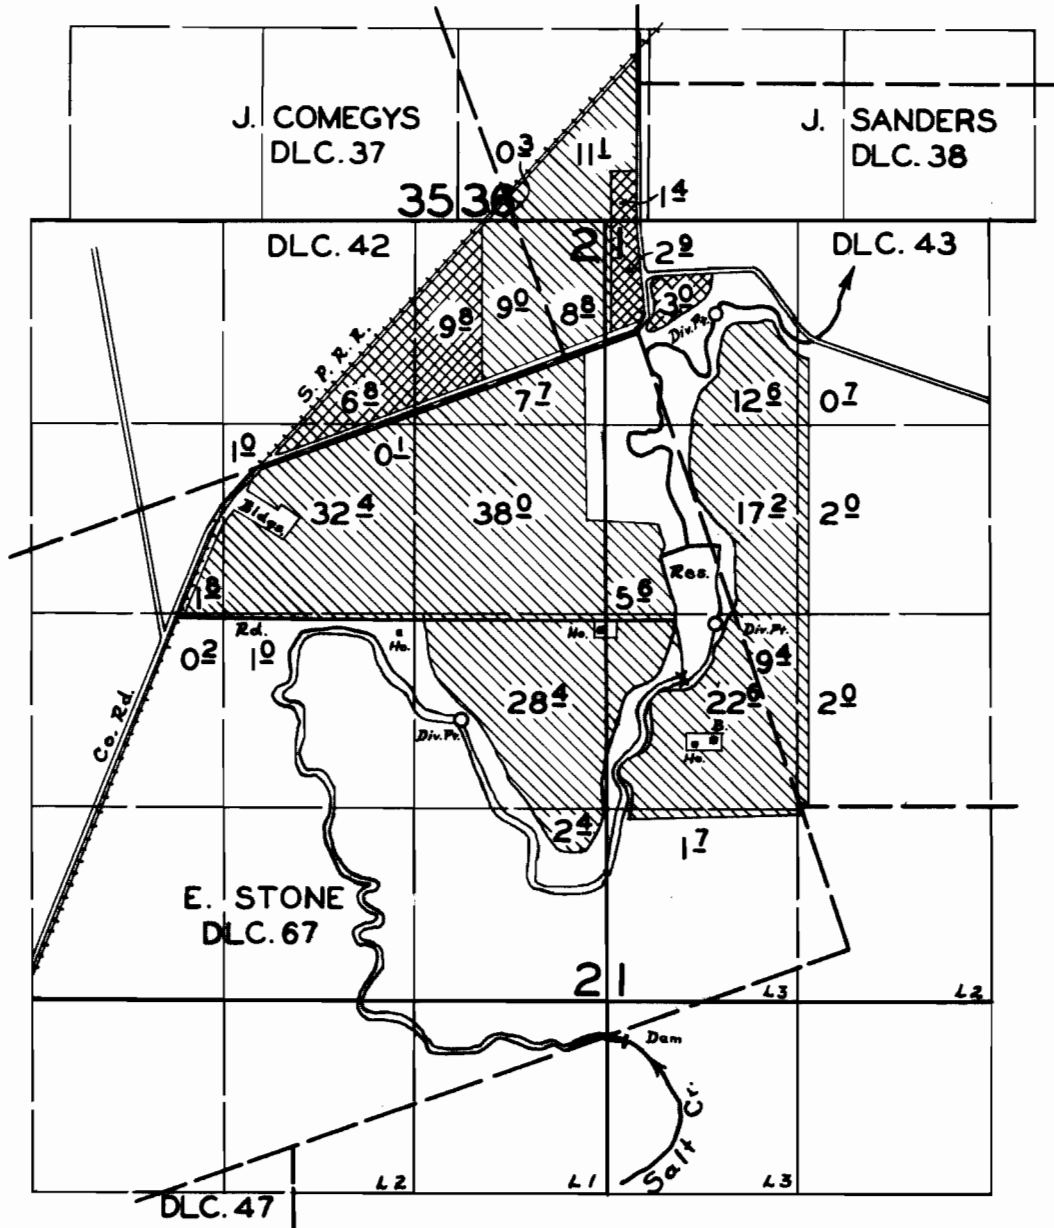 J. COMEGYS
DLC. 37
J. SANDERS
DLC. 38
0 3
11 1
1 4
35 36
DLC. 42
2 1
2 9
DLC. 43
3 0
Div. Pt.
9 8
9 0
8 8
S. P. R. R.
6 8
7 7
12 6
0 7
1 0
0 1
Bldgs.
32 4
38 0
17 2
2 0
Res.
1 8
5 6
Rd.
Ho.
Ho.
Div. Pt.
0 2
1 0
9 4
28 4
22 6
2 0
Co. Rd.
Div. Pt.
B.
Ho.
2 4
1 7
E. STONE
DLC. 67
21
L3
L2
Dam
Salt Cr.
L2
L1
L3
DLC. 47